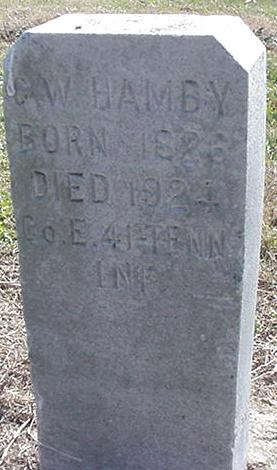 C.W. HAMBY
BORN 1826
DIED 1924
Co. E. 41-TENN
INF